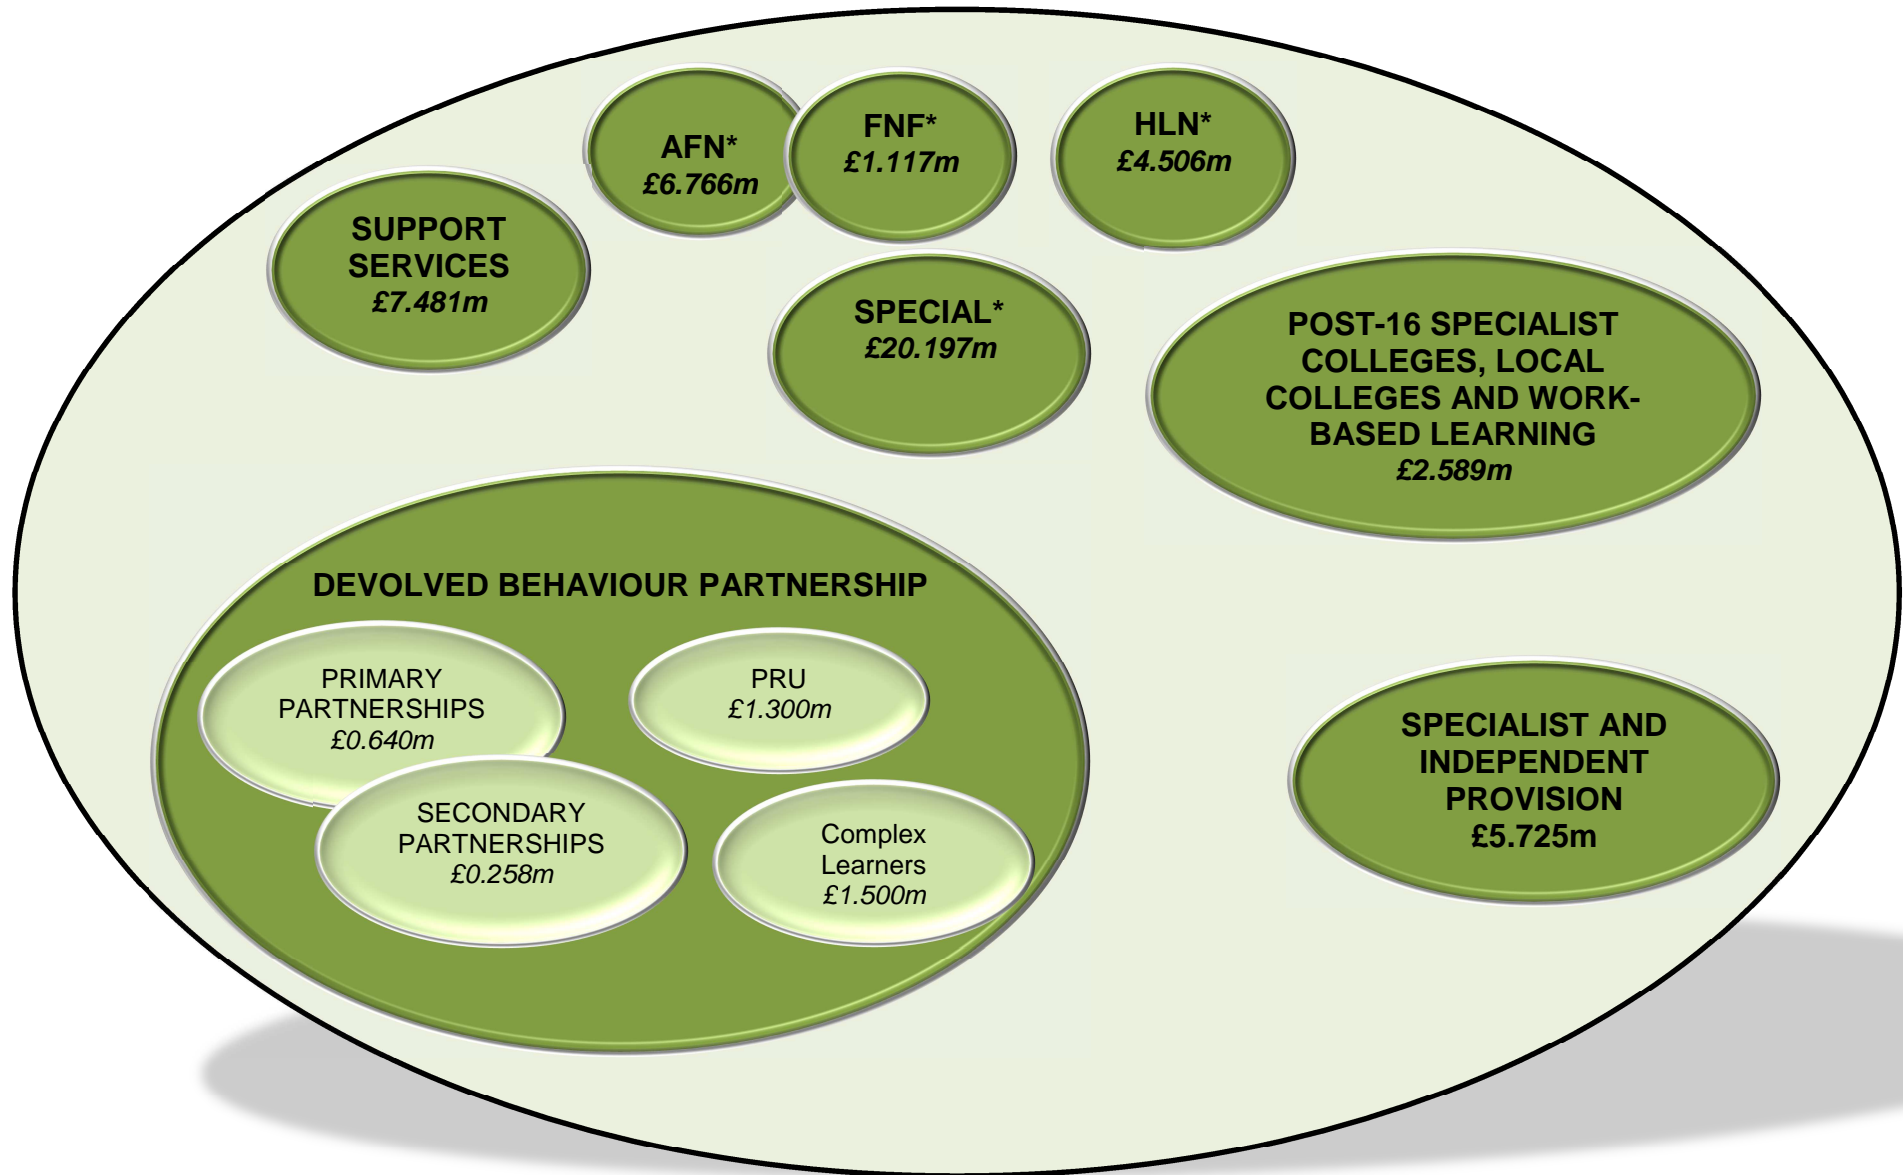 AFN*
£6.766m
FNF*
£1.117m
HLN*
£4.506m
SUPPORT
SERVICES
£7.481m
SPECIAL*
£20.197m
POST-16 SPECIALIST
COLLEGES, LOCAL
COLLEGES AND WORK-
BASED LEARNING
£2.589m
DEVOLVED BEHAVIOUR PARTNERSHIP
PRIMARY
PARTNERSHIPS
£0.640m
PRU
£1.300m
SECONDARY
PARTNERSHIPS
£0.258m
Complex
Learners
£1.500m
SPECIALIST AND
INDEPENDENT
PROVISION
£5.725m